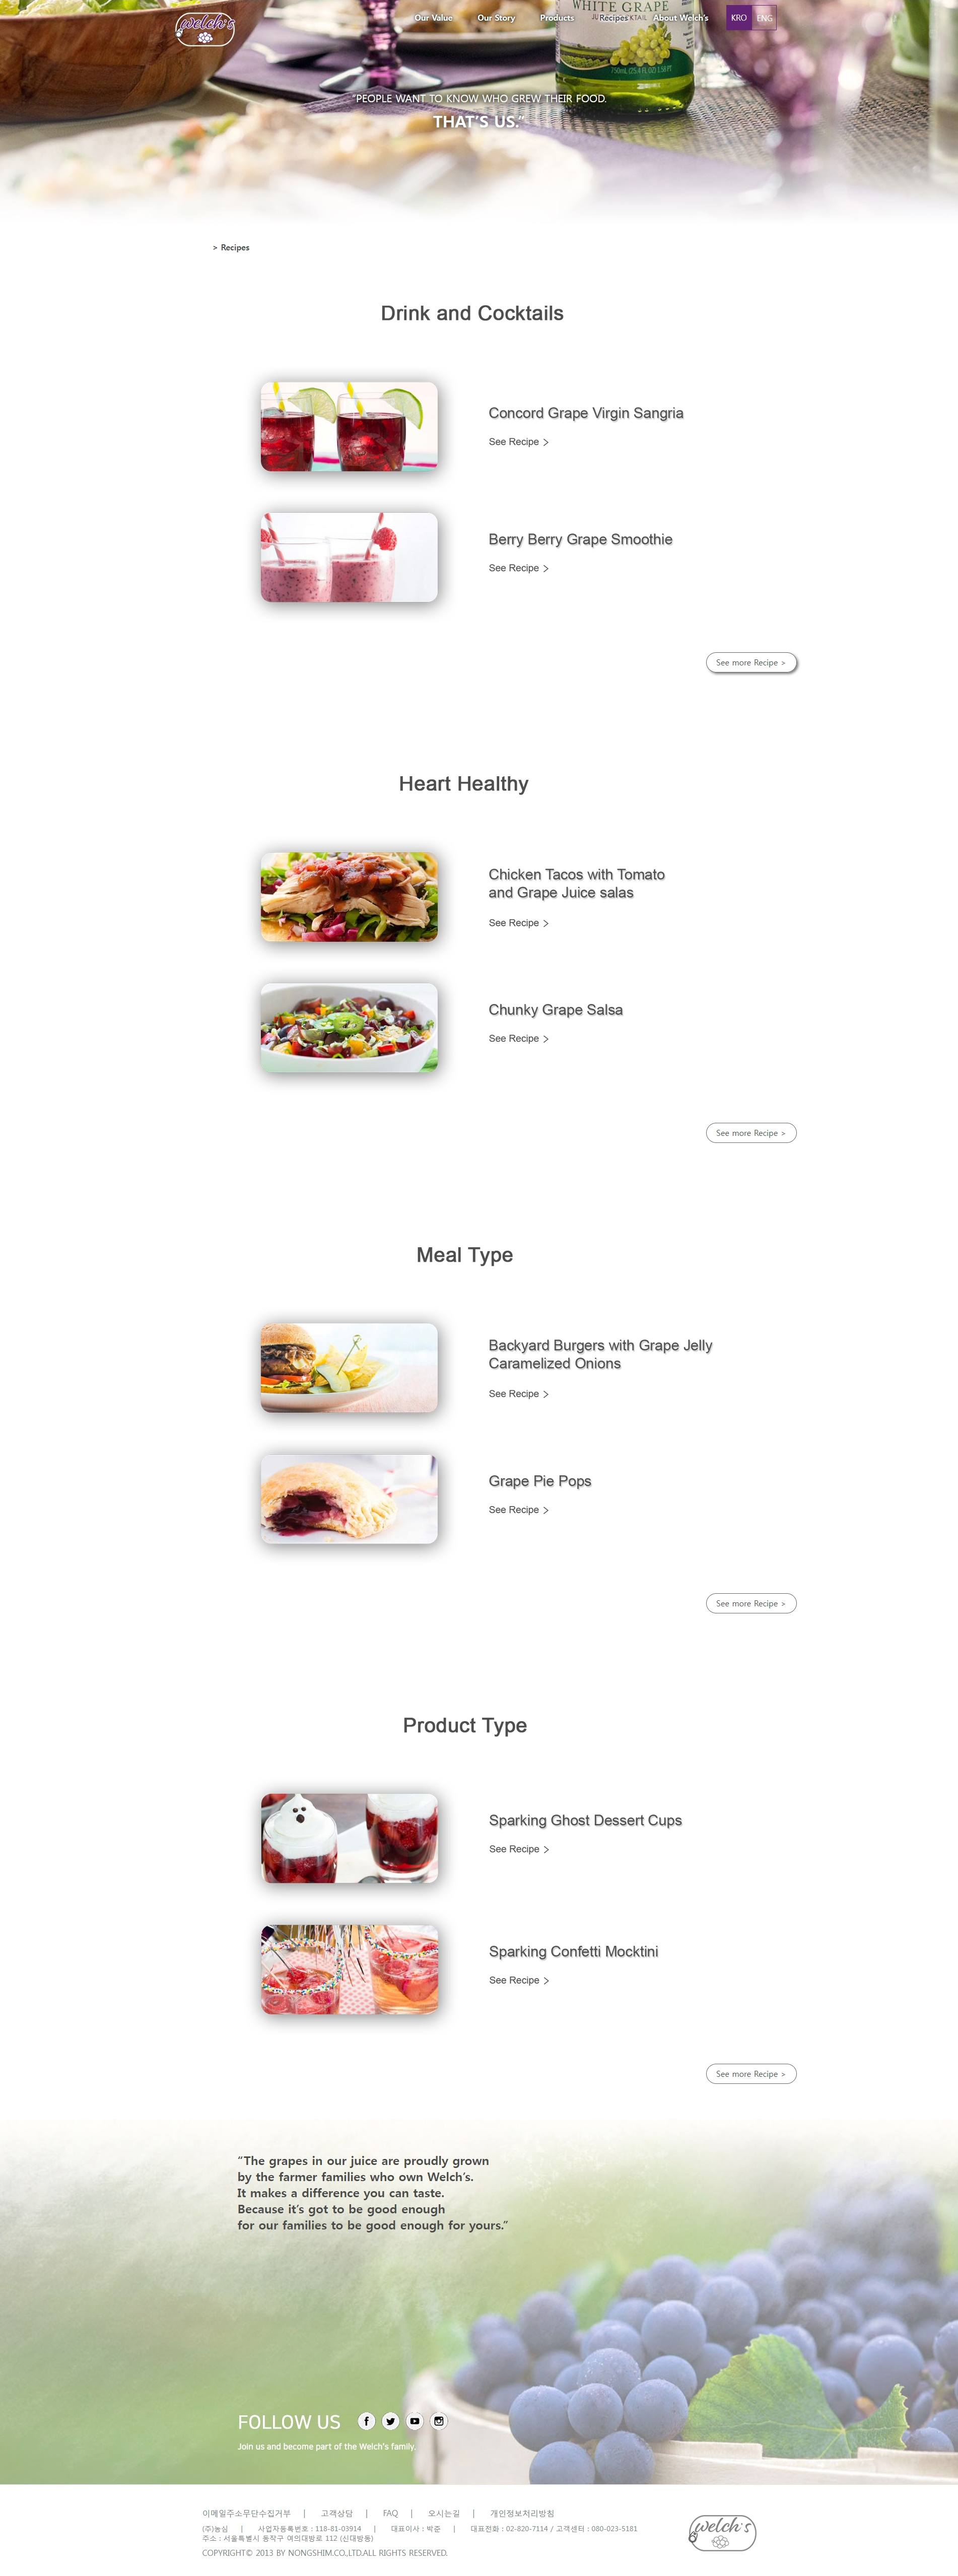 welch's
Our Value
Our Story
Products
Recipes
About Welch's
KRO
ENG
WHITE GRAPE
750mL (25.4 FL OZ) 1.59 PT
“PEOPLE WANT TO KNOW WHO GREW THEIR FOOD.
THAT'S US.”
> Recipes
Drink and Cocktails
Concord Grape Virgin Sangria
See Recipe >
Berry Berry Grape Smoothie
See Recipe >
See more Recipe >
Heart Healthy
Chicken Tacos with Tomato
and Grape Juice salas
See Recipe >
Chunky Grape Salsa
See Recipe >
See more Recipe >
Meal Type
Backyard Burgers with Grape Jelly
Caramelized Onions
See Recipe >
Grape Pie Pops
See Recipe >
See more Recipe >
Product Type
Sparking Ghost Dessert Cups
See Recipe >
Sparking Confetti Mocktini
See Recipe >
See more Recipe >
“The grapes in our juice are proudly grown
by the farmer families who own Welch's.
It makes a difference you can taste.
Because it's got to be good enough
for our families to be good enough for yours.”
FOLLOW US
Join us and become part of the Welch's family.
이메일주소무단수집거부 | 고객상담 | FAQ | 오시는길 | 개인정보처리방침
(주)농심 | 사업자등록번호 : 118-81-03914 | 대표이사 : 박준 | 대표전화 : 02-820-7114 / 고객센터 : 080-023-5181
주소 : 서울특별시 동작구 여의대방로 112 (신대방동)
COPYRIGHT© 2013 BY NONGSHIM.CO.,LTD.ALL RIGHTS RESERVED.
welch's